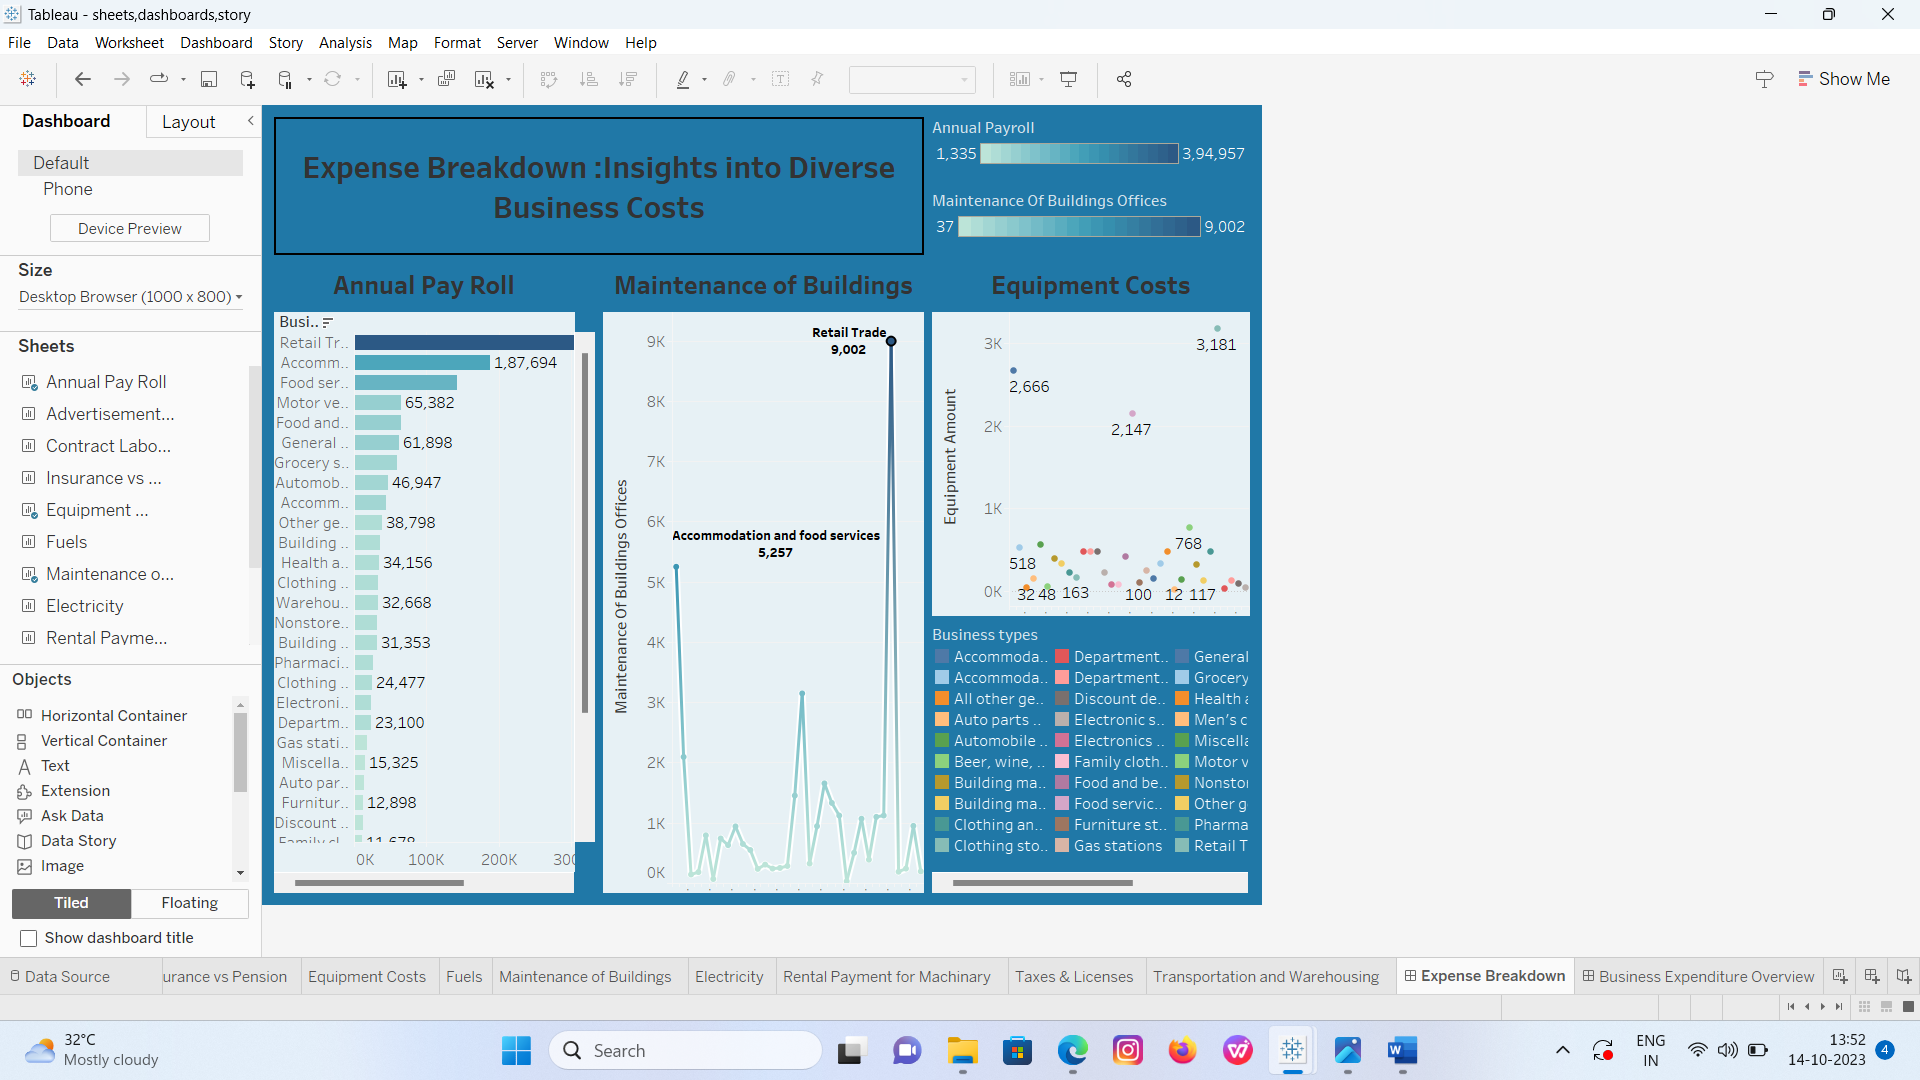 Tableau - sheets,dashboards,story
File Data Worksheet Dashboard Story Analysis Map Format Server Window Help
Show Me
Dashboard Layout
Default
Phone
Device Preview
Size
Desktop Browser (1000 x 800)
Sheets
Annual Pay Roll
Advertisement...
Contract Labo...
Insurance vs ...
Equipment ...
Fuels
Maintenance o...
Electricity
Rental Payme...
Objects
Horizontal Container
Vertical Container
Text
Extension
Ask Data
Data Story
Image
Tiled Floating
Show dashboard title
Expense Breakdown :Insights into Diverse
Business Costs
Annual Payroll
1,335 3,94,957
Maintenance Of Buildings Offices
37 9,002
Annual Pay Roll
Busi..
Retail Tr..
Accomm.. 1,87,694
Food ser..
Motor ve.. 65,382
Food and..
General .. 61,898
Grocery s..
Automob.. 46,947
Accomm..
Other ge.. 38,798
Building ..
Health a.. 34,156
Clothing ..
Warehou.. 32,668
Nonstore..
Building .. 31,353
Pharmaci..
Clothing .. 24,477
Electroni..
Departm.. 23,100
Gas stati..
Miscella.. 15,325
Auto par..
Furnitur.. 12,898
Discount ..
Family cl.. 11,678
0K 100K 200K 300
Maintenance of Buildings
Maintenance Of Buildings Offices
9K
8K
7K
6K
5K
4K
3K
2K
1K
0K
Retail Trade
9,002
Accommodation and food services
5,257
Equipment Costs
Equipment Amount
3K
2K
1K
0K
3,181
2,666
2,147
768
518
32 48 163 100 12 117
Business types
Accommoda.. Department.. General
Accommoda.. Department.. Grocery
All other ge.. Discount de.. Health a
Auto parts .. Electronic s.. Men's c
Automobile .. Electronics .. Miscella
Beer, wine, .. Family cloth.. Motor v
Building ma.. Food and be.. Nonstor
Building ma.. Food servic.. Other g
Clothing an.. Furniture st.. Pharma
Clothing sto.. Gas stations Retail T
Data Source urance vs Pension Equipment Costs Fuels Maintenance of Buildings Electricity Rental Payment for Machinary Taxes & Licenses Transportation and Warehousing Expense Breakdown Business Expenditure Overview
32°C
Mostly cloudy
Search
ENG
IN
13:52
14-10-2023
4